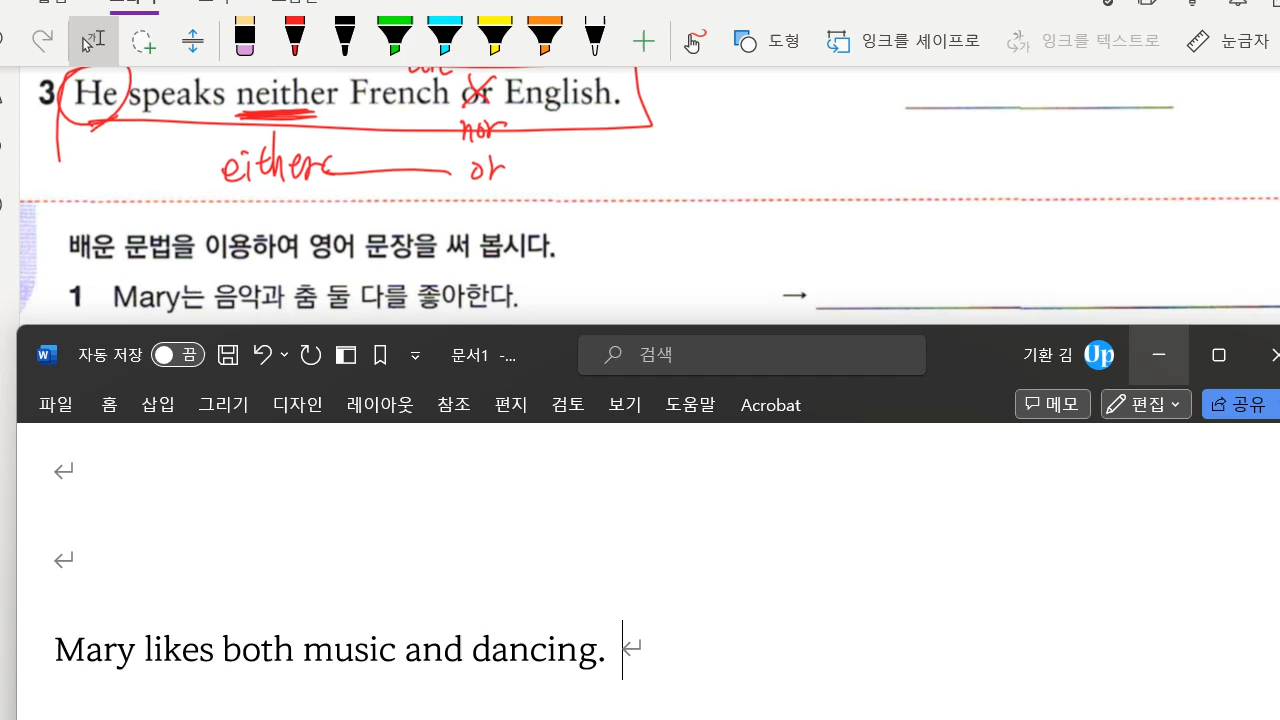 도형 잉크를 셰이프로 잉크를 텍스트로 눈금자
3 He speaks neither French or English.
nor
either or
배운 문법을 이용하여 영어 문장을 써 봅시다.
1 Mary는 음악과 춤 둘 다를 좋아한다. →
자동 저장 끔 문서1 -... 검색 기환 김 Up
파일 홈 삽입 그리기 디자인 레이아웃 참조 편지 검토 보기 도움말 Acrobat 메모 편집 공유
Mary likes both music and dancing.